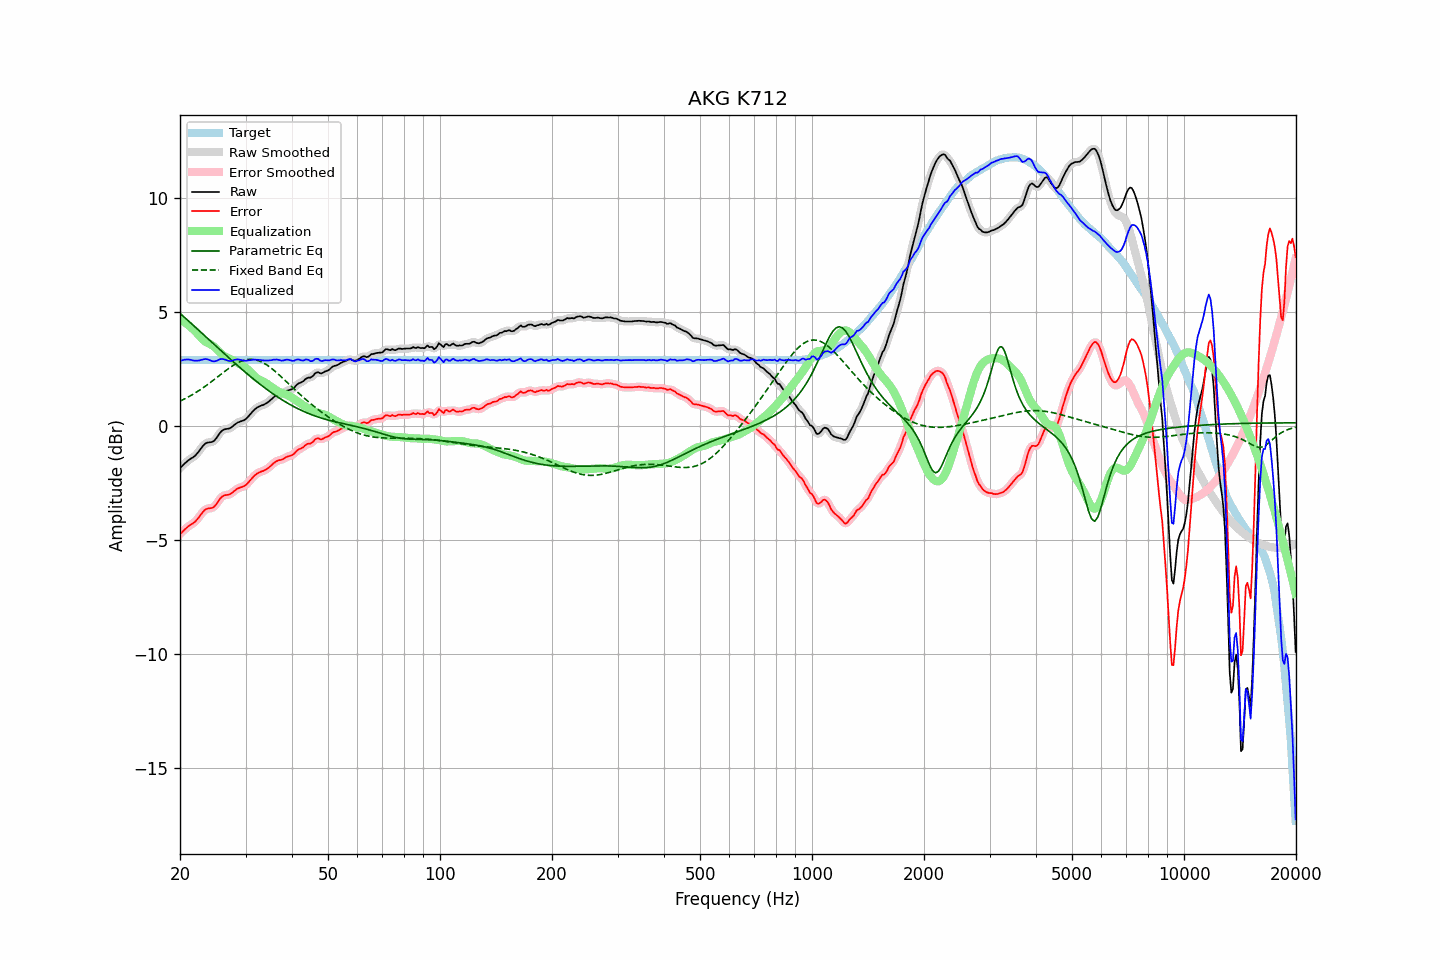 AKG K712
Target
Raw Smoothed
Error Smoothed
Raw
Error
Equalization
Parametric Eq
Fixed Band Eq
Equalized
10
5
0
−5
−10
−15
Amplitude (dBr)
20 50 100 200 500 1000 2000 5000 10000 20000
Frequency (Hz)